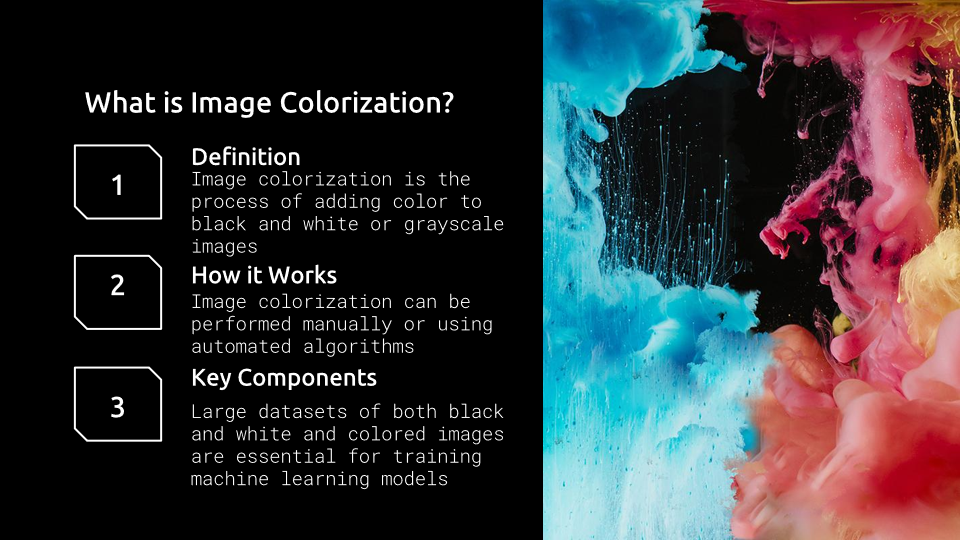 What is Image Colorization?
1
Definition
Image colorization is the
process of adding color to
black and white or grayscale
images
2
How it Works
Image colorization can be
performed manually or using
automated algorithms
3
Key Components
Large datasets of both black
and white and colored images
are essential for training
machine learning models